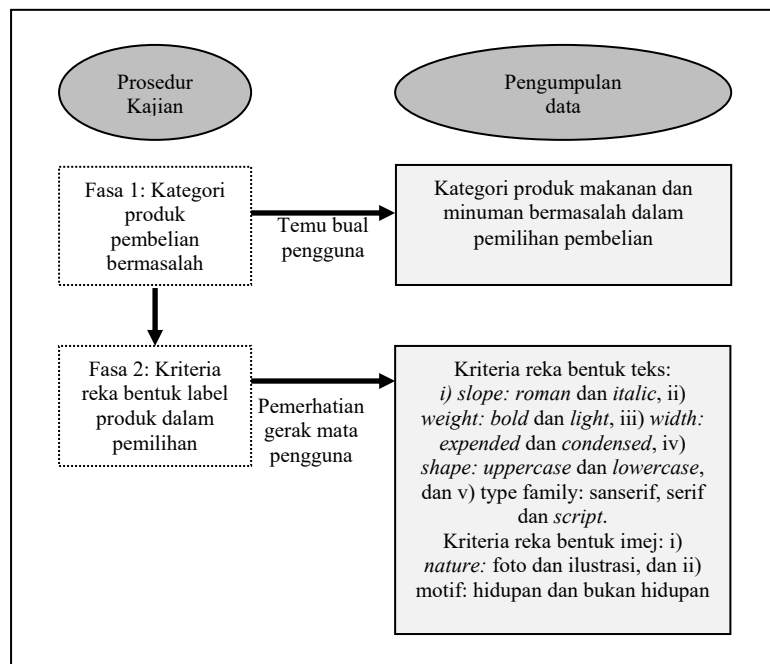 Prosedur
Kajian
Pengumpulan
data
Fasa 1: Kategori
produk
pembelian
bermasalah
Temu bual
pengguna
Kategori produk makanan dan
minuman bermasalah dalam
pemilihan pembelian
Fasa 2: Kriteria
reka bentuk label
produk dalam
pemilihan
Pemerhatian
gerak mata
pengguna
Kriteria reka bentuk teks:
i) slope: roman dan italic, ii)
weight: bold dan light, iii) width:
expended dan condensed, iv)
shape: uppercase dan lowercase,
dan v) type family: sanserif, serif
dan script.
Kriteria reka bentuk imej: i)
nature: foto dan ilustrasi, dan ii)
motif: hidupan dan bukan hidupan